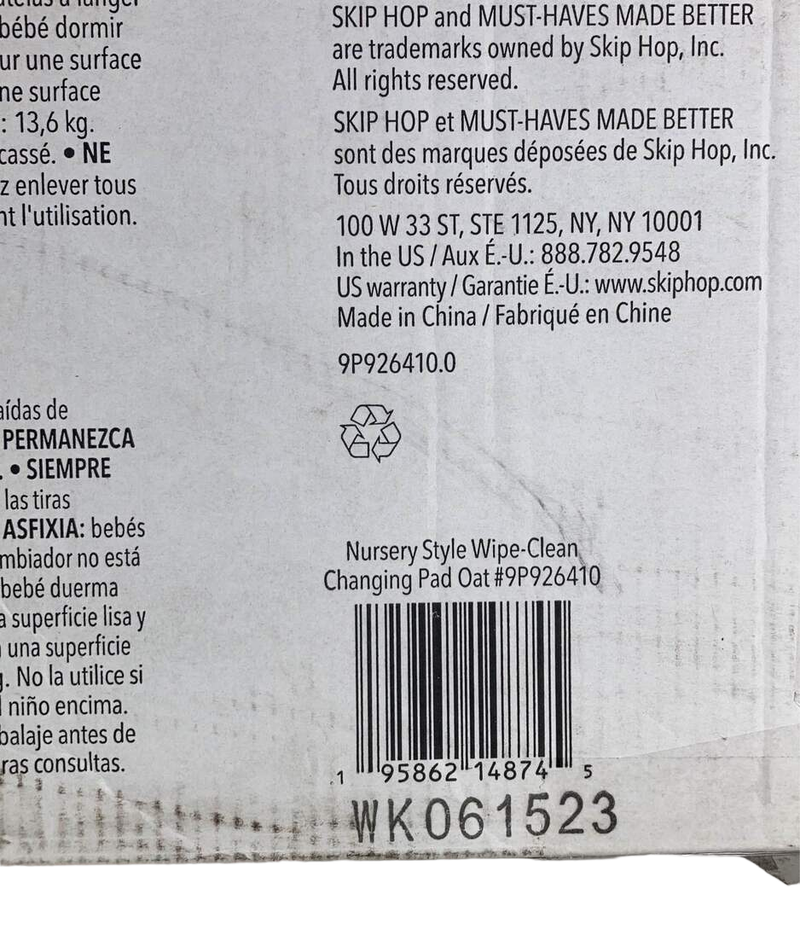 bébé dormir
ur une surface
ne surface
: 13,6 kg.
cassé. • NE
z enlever tous
nt l'utilisation.
aídas de
PERMANEZCA
. • SIEMPRE
las tiras
ASFIXIA: bebés
mbiador no está
bebé duerma
a superficie lisa y
una superficie
g. No la utilice si
niño encima.
balaje antes de
ras consultas.
SKIP HOP and MUST-HAVES MADE BETTER
are trademarks owned by Skip Hop, Inc.
All rights reserved.
SKIP HOP et MUST-HAVES MADE BETTER
sont des marques déposées de Skip Hop, Inc.
Tous droits réservés.
100 W 33 ST, STE 1125, NY, NY 10001
In the US / Aux É.-U.: 888.782.9548
US warranty / Garantie É.-U.: www.skiphop.com
Made in China / Fabriqué en Chine
9P926410.0
Nursery Style Wipe-Clean
Changing Pad Oat #9P926410
1 95862 14874 5
WK061523